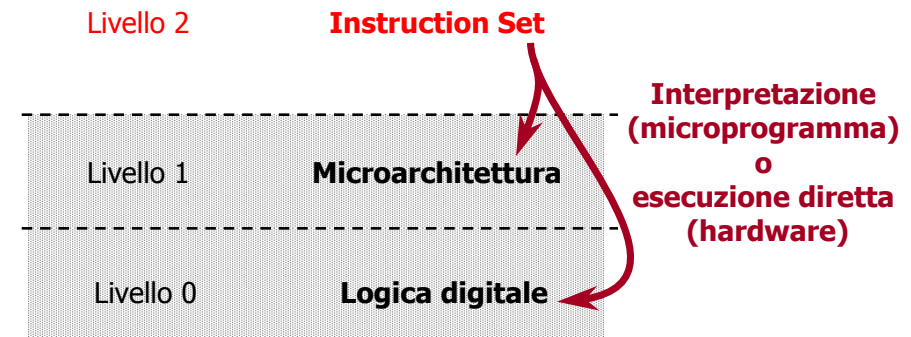 Livello 2 Instruction Set
Interpretazione
(microprogramma)
o
esecuzione diretta
(hardware)
Livello 1 Microarchitettura
Livello 0 Logica digitale